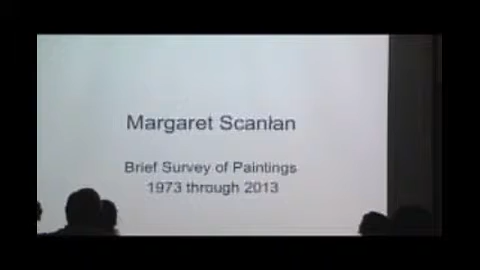 Margaret Scanlan
Brief Survey of Paintings
1973 through 2013